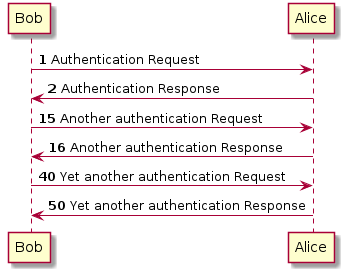 Bob Alice
1 Authentication Request
2 Authentication Response
15 Another authentication Request
16 Another authentication Response
40 Yet another authentication Request
50 Yet another authentication Response
Bob Alice